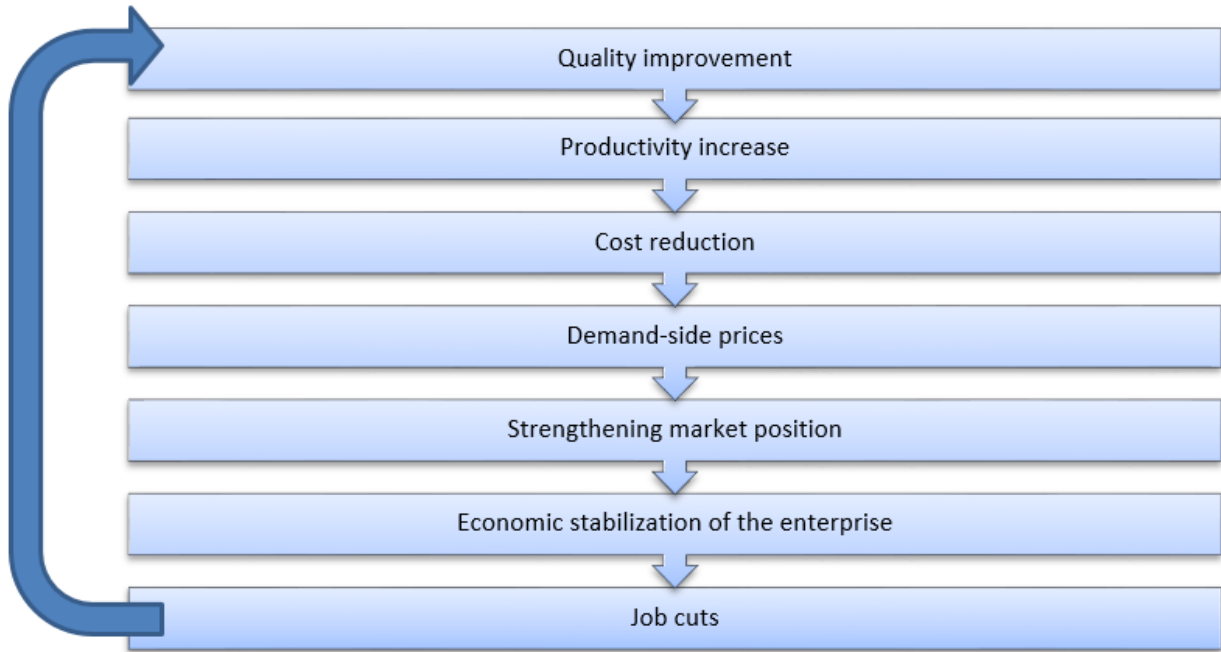 Quality improvement
Productivity increase
Cost reduction
Demand-side prices
Strengthening market position
Economic stabilization of the enterprise
Job cuts